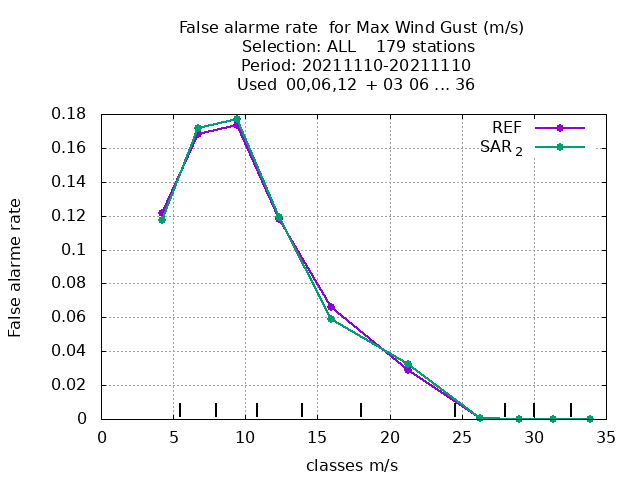 False alarme rate  for Max Wind Gust (m/s)
Selection: ALL    179 stations
Period: 20211110-20211110
Used  00,06,12  + 03 06 ... 36
REF
SAR 2
0.18
0.16
0.14
0.12
0.1
0.08
0.06
0.04
0.02
0
False alarme rate
0 5 10 15 20 25 30 35
classes m/s